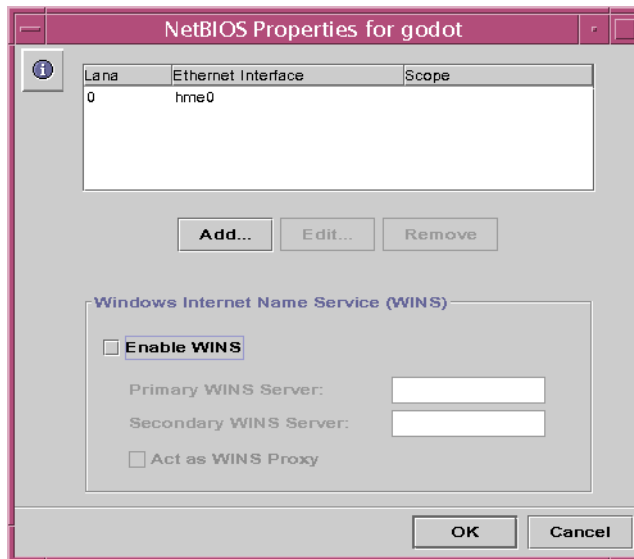 NetBIOS Properties for godot
Lana Ethernet Interface Scope
0 hme0
Add... Edit... Remove
Windows Internet Name Service (WINS)
Enable WINS
Primary WINS Server:
Secondary WINS Server:
Act as WINS Proxy
OK Cancel